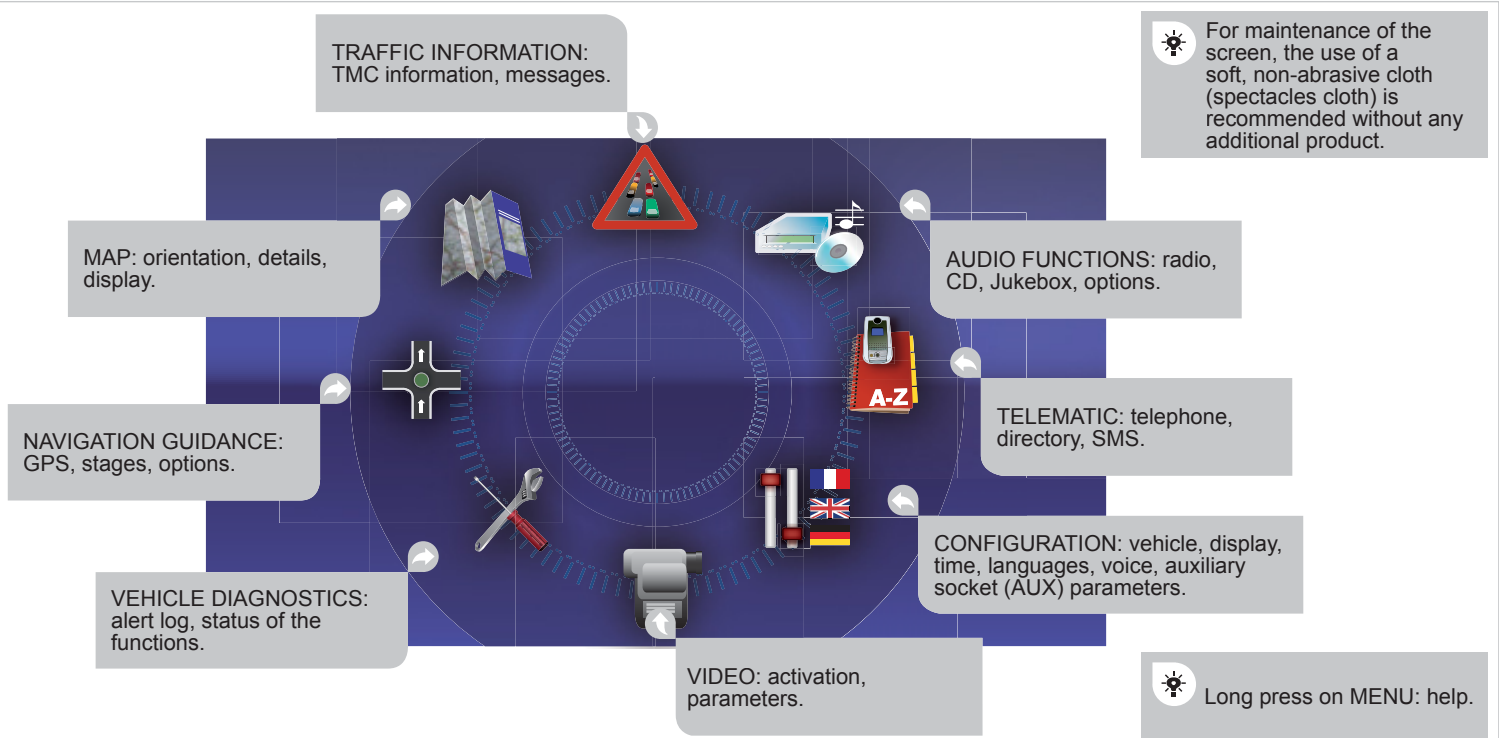 TRAFFIC INFORMATION:
TMC information, messages.
For maintenance of the
screen, the use of a
soft, non-abrasive cloth
(spectacles cloth) is
recommended without any
additional product.
MAP: orientation, details,
display.
AUDIO FUNCTIONS: radio,
CD, Jukebox, options.
A-Z
NAVIGATION GUIDANCE:
GPS, stages, options.
TELEMATIC: telephone,
directory, SMS.
CONFIGURATION: vehicle, display,
time, languages, voice, auxiliary
socket (AUX) parameters.
VEHICLE DIAGNOSTICS:
alert log, status of the
functions.
VIDEO: activation,
parameters.
Long press on MENU: help.